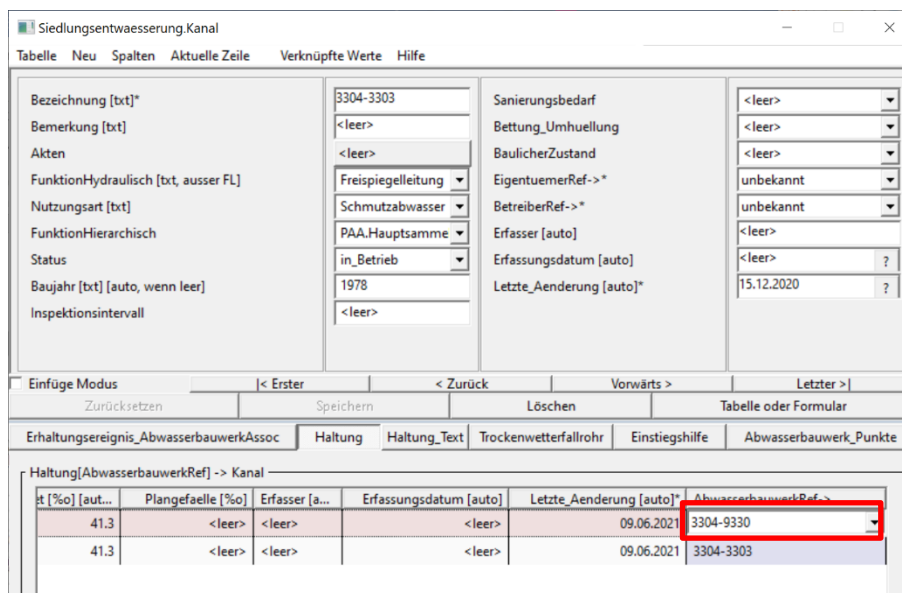 Siedlungsentwaesserung.Kanal
Tabelle Neu Spalten Aktuelle Zeile Verknüpfte Werte Hilfe
Bezeichnung [txt]* 3304-3303 Sanierungsbedarf <leer>
Bemerkung [txt] <leer> Bettung_Umhuellung <leer>
Akten <leer> BaulicherZustand <leer>
FunktionHydraulisch [txt, ausser FL] Freispiegelleitung EigentuemerRef->* unbekannt
Nutzungsart [txt] Schmutzabwasser BetreiberRef->* unbekannt
FunktionHierarchisch PAA.Hauptsamme Erfasser [auto] <leer>
Status in_Betrieb Erfassungsdatum [auto] <leer> ?
Baujahr [txt] [auto, wenn leer] 1978 Letzte_Aenderung [auto]* 15.12.2020 ?
Inspektionsintervall <leer>
Einfüge Modus |< Erster < Zurück Vorwärts > Letzter >|
Zurücksetzen Speichern Löschen Tabelle oder Formular
Erhaltungsereignis_AbwasserbauwerkAssoc Haltung Haltung_Text Trockenwetterfallrohr Einstiegshilfe Abwasserbauwerk_Punkte
Haltung[AbwasserbauwerkRef] -> Kanal
et [%o] [aut... Plangefaelle [%o] Erfasser [a... Erfassungsdatum [auto] Letzte_Aenderung [auto]* AbwasserbauwerkRef->
41.3 <leer> <leer> <leer> 09.06.2021 3304-9330
41.3 <leer> <leer> <leer> 09.06.2021 3304-3303